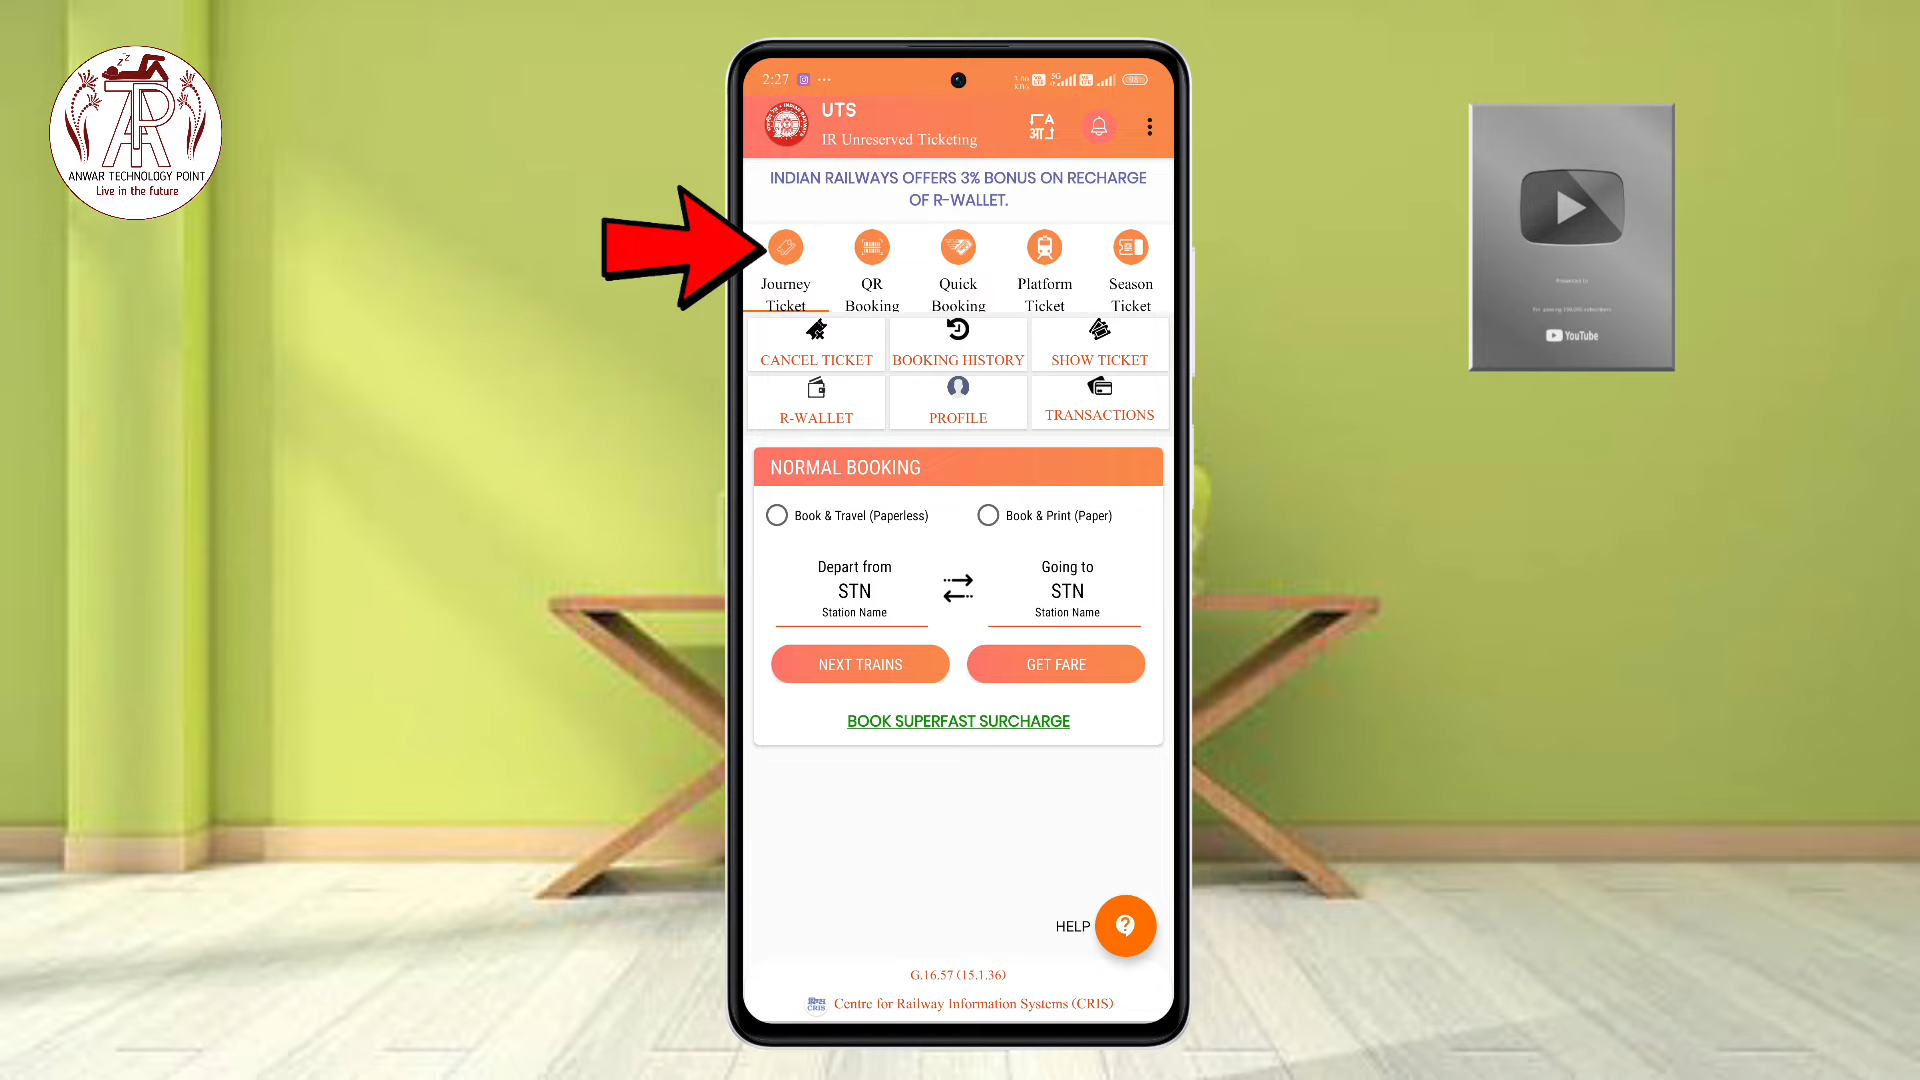 ANWAR TECHNOLOGY POINT
Live in the future
2:27
5G
UTS
IR Unreserved Ticketing
A
आ
INDIAN RAILWAYS OFFERS 3% BONUS ON RECHARGE
OF R-WALLET.
Journey Ticket
QR Booking
Quick Booking
Platform Ticket
Season Ticket
CANCEL TICKET
BOOKING HISTORY
SHOW TICKET
R-WALLET
PROFILE
TRANSACTIONS
NORMAL BOOKING
Book & Travel (Paperless)
Book & Print (Paper)
Depart from
STN
Station Name
Going to
STN
Station Name
NEXT TRAINS
GET FARE
BOOK SUPERFAST SURCHARGE
HELP
G.16.57 (15.1.36)
CRIS
Centre for Railway Information Systems (CRIS)
Presented to
YouTube